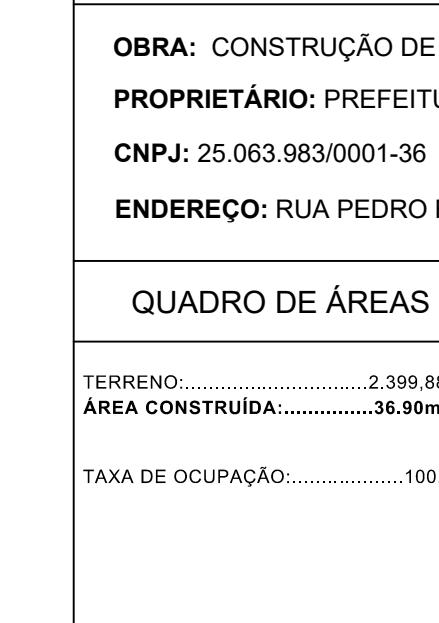 OBRA: CONSTRUÇÃO DE
PROPRIETÁRIO: PREFEITU
CNPJ: 25.063.983/0001-36
ENDEREÇO: RUA PEDRO
QUADRO DE ÁREAS
TERRENO:...............................2.399,88
ÁREA CONSTRUÍDA:...............36.90m
TAXA DE OCUPAÇÃO:...................100.